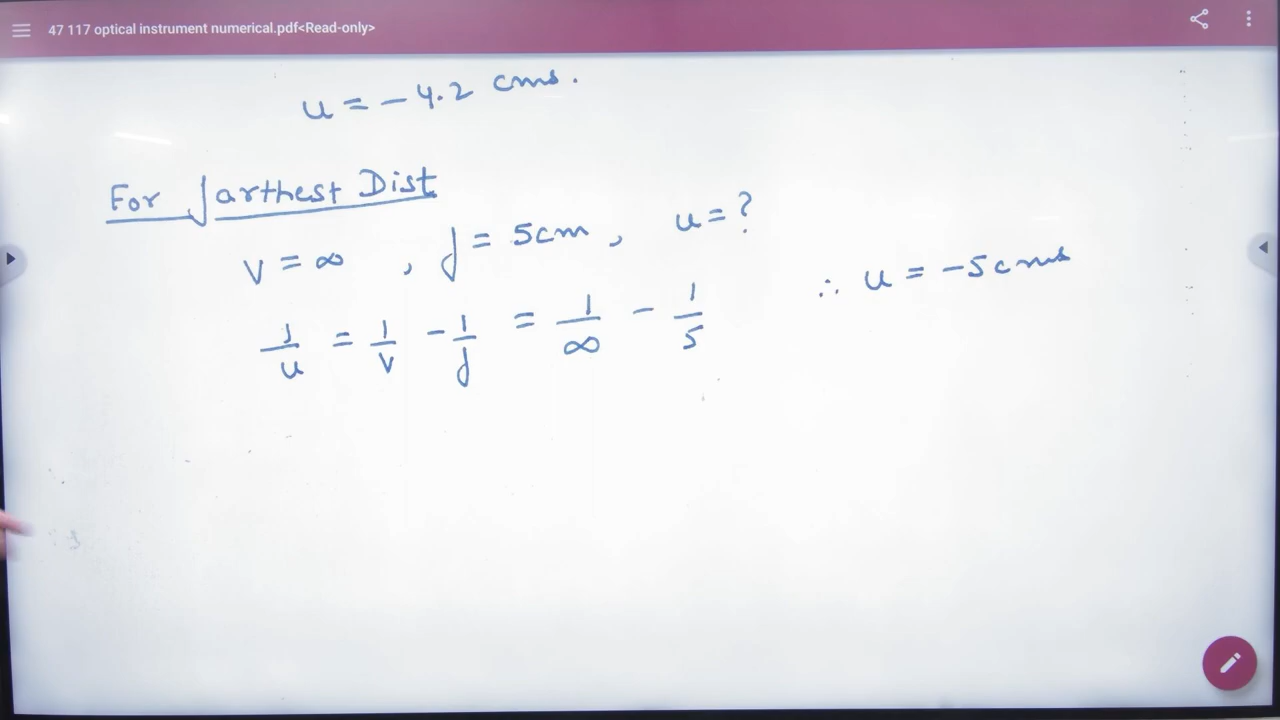 47 117 optical instrument numerical.pdf<Read-only>
u = -4.2 cms.
For farthest Dist
v = ∞ , f = 5cm , u = ?
1/u = 1/v - 1/f = 1/∞ - 1/5 ∴ u = -5cms